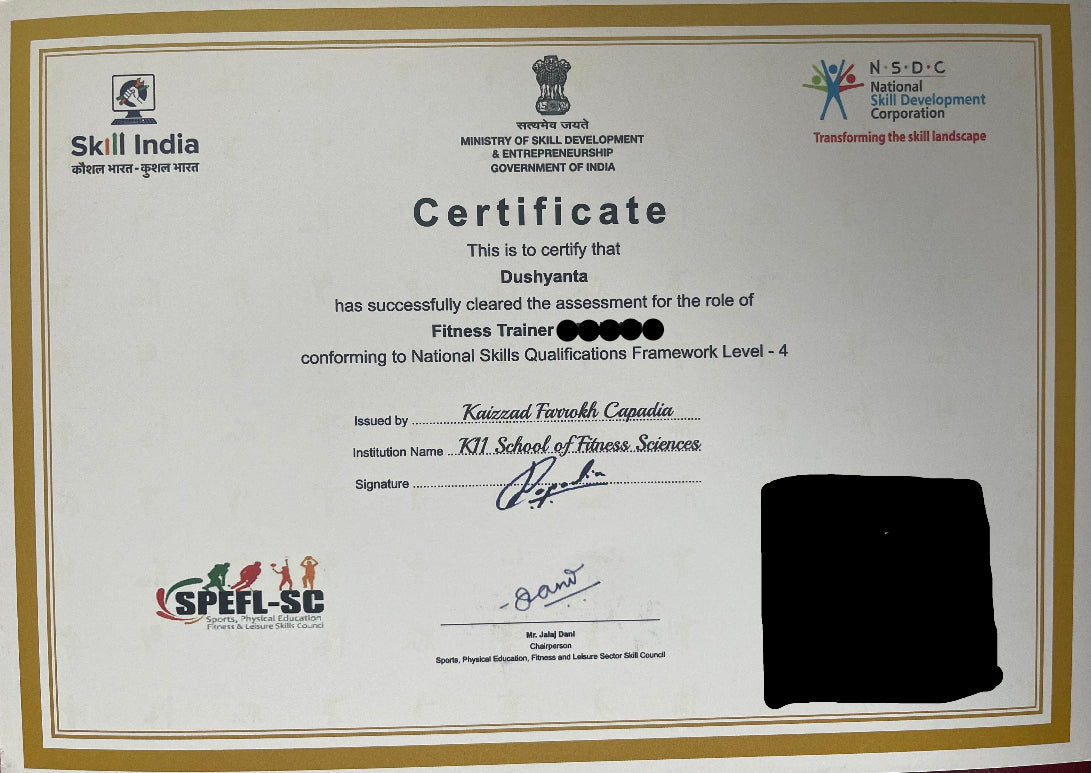 Skill India
कौशल भारत - कुशल भारत
सत्यमेव जयते
MINISTRY OF SKILL DEVELOPMENT
& ENTREPRENEURSHIP
GOVERNMENT OF INDIA
N·S·D·C
National
Skill Development
Corporation
Transforming the skill landscape
Certificate
This is to certify that
Dushyanta
has successfully cleared the assessment for the role of
Fitness Trainer
conforming to National Skills Qualifications Framework Level - 4
Issued by Kaizzad Farrokh Capadia
Institution Name K11 School of Fitness Sciences
Signature Capadia
SPEFL-SC
Sports, Physical Education
Fitness & Leisure Skills Council
Dani
Mr. Jalaj Dani
Chairperson
Sports, Physical Education, Fitness and Leisure Sector Skill Council